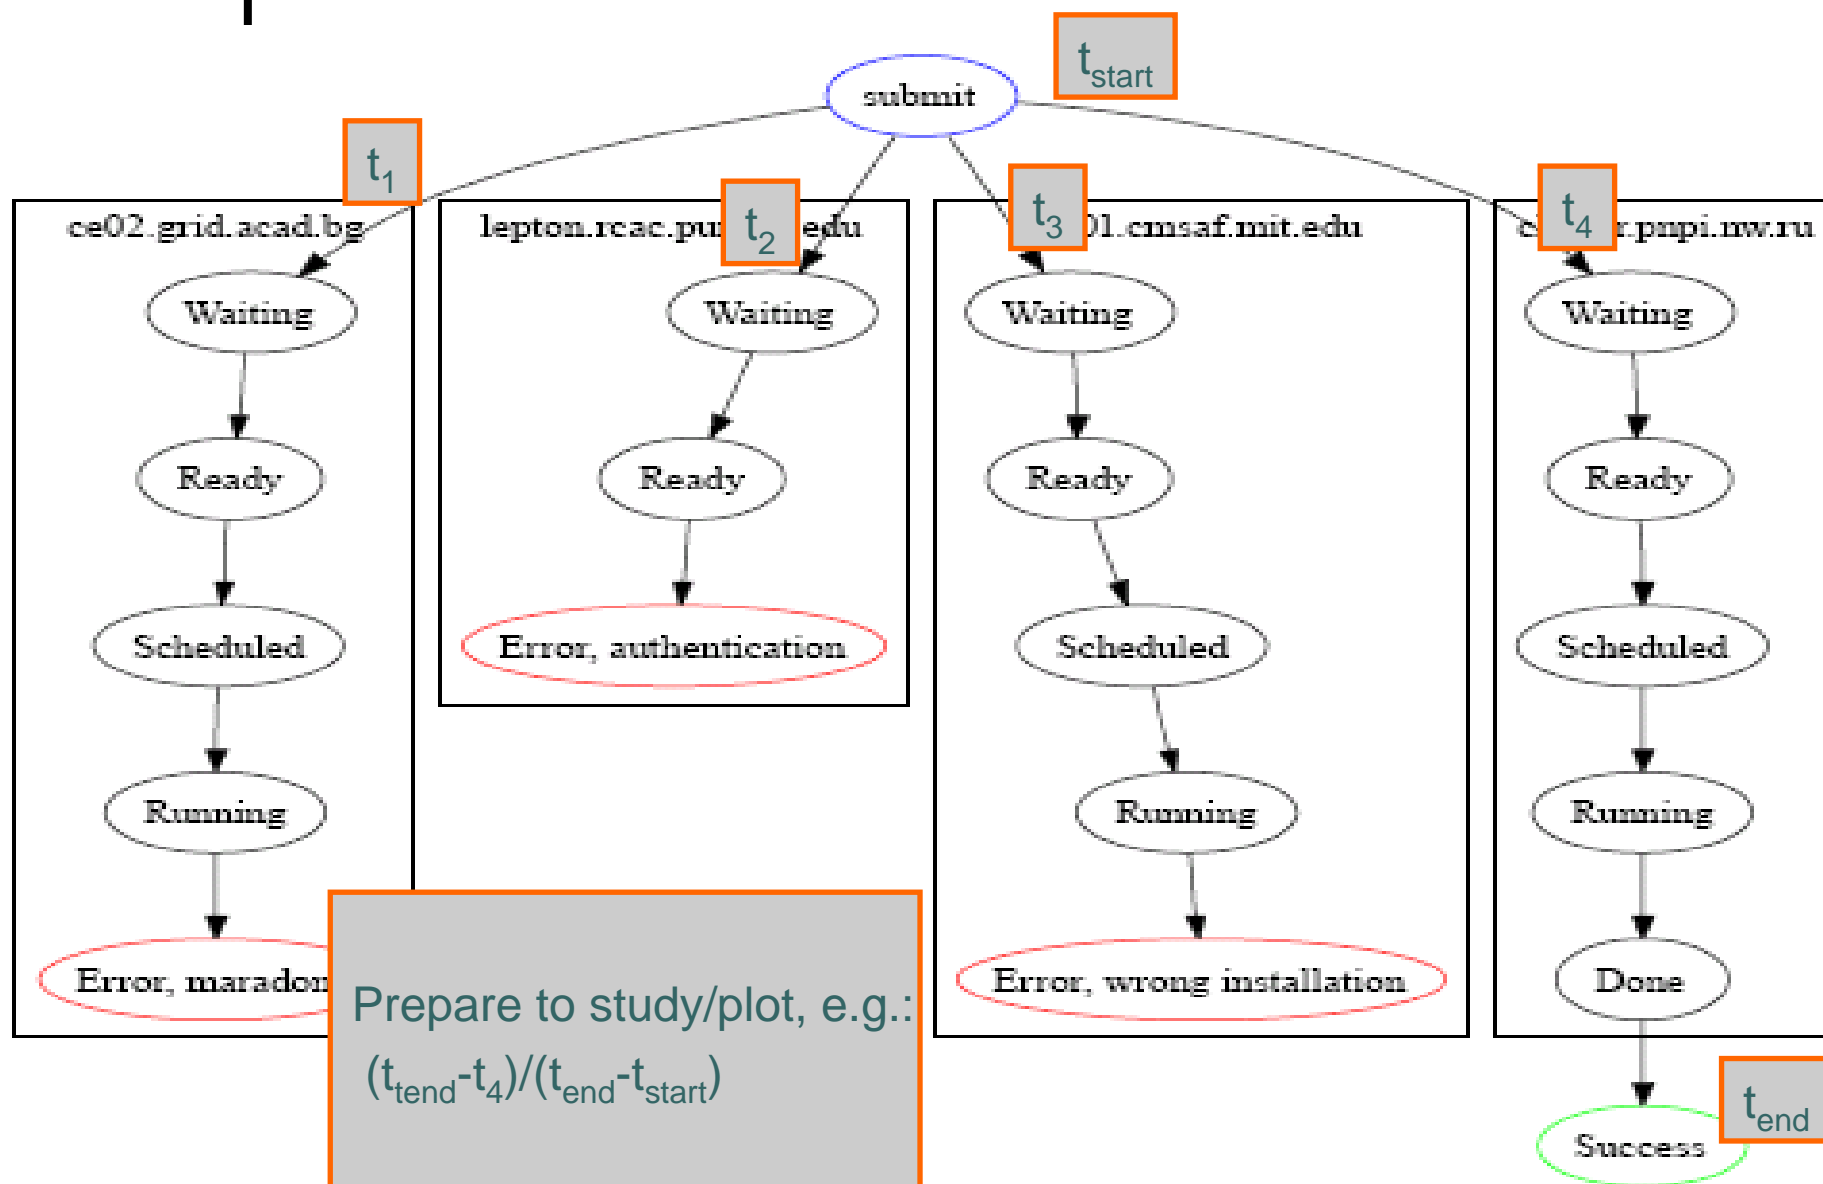 t_start
submit
t_1
t_2
t_3
t_4
ce02.grid.acad.bg
lepton.rcac.pu edu
01.cmsaf.mit.edu
r.pnpi.nw.ru
Waiting
Waiting
Waiting
Waiting
Ready
Ready
Ready
Ready
Scheduled
Error, authentication
Scheduled
Scheduled
Running
Running
Running
Error, maradon
Error, wrong installation
Done
Prepare to study/plot, e.g.:
(t_tend-t_4)/(t_end-t_start)
t_end
Success